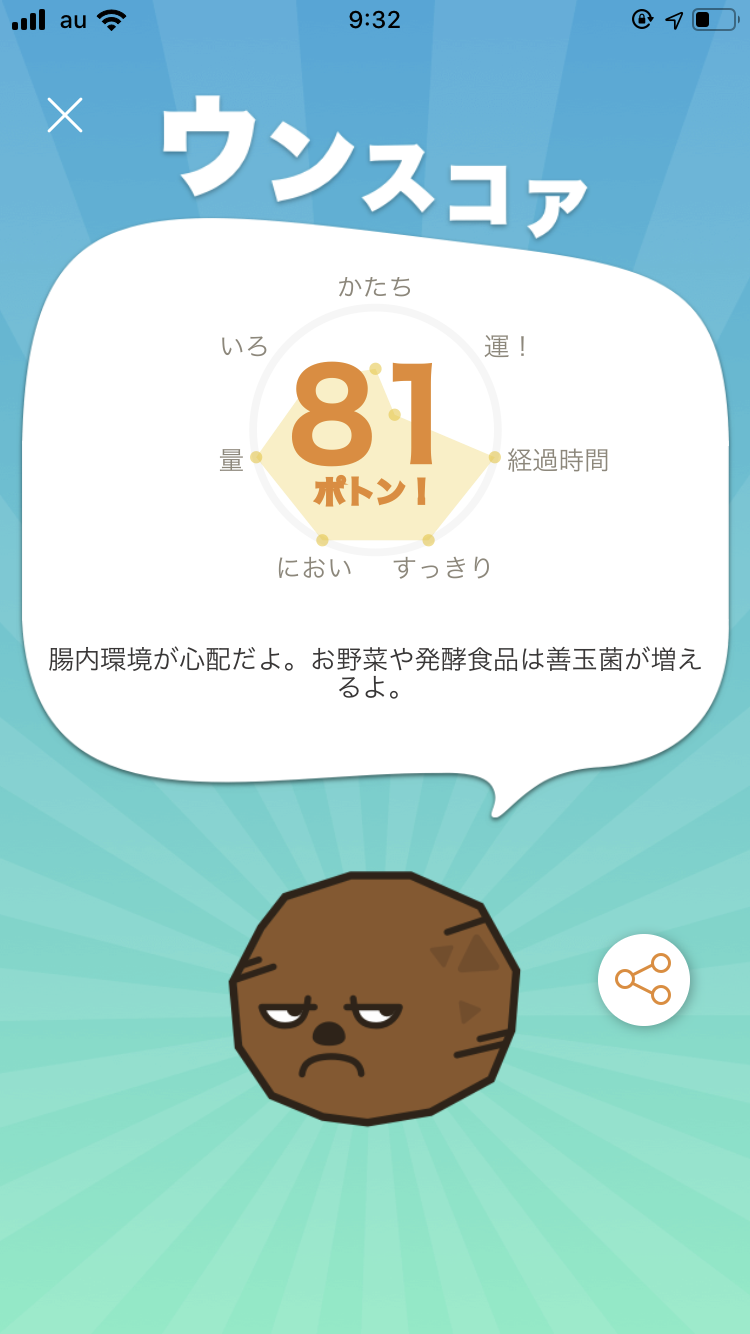 au
9:32
ウンスコア
かたち
いろ
運！
81
量
経過時間
ポトン！
におい
すっきり
腸内環境が心配だよ。お野菜や発酵食品は善玉菌が増え
るよ。